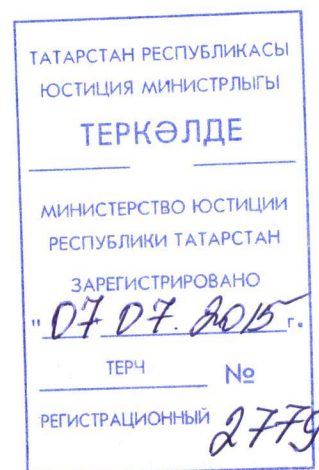 ТАТАРСТАН РЕСПУБЛИКАСЫ
ЮСТИЦИЯ МИНИСТРЛЫГЫ
ТЕРКӘЛДЕ
МИНИСТЕРСТВО ЮСТИЦИИ
РЕСПУБЛИКИ ТАТАРСТАН
ЗАРЕГИСТРИРОВАНО
"07 07. 2015 г.
ТЕРЧ №
РЕГИСТРАЦИОННЫЙ 2779